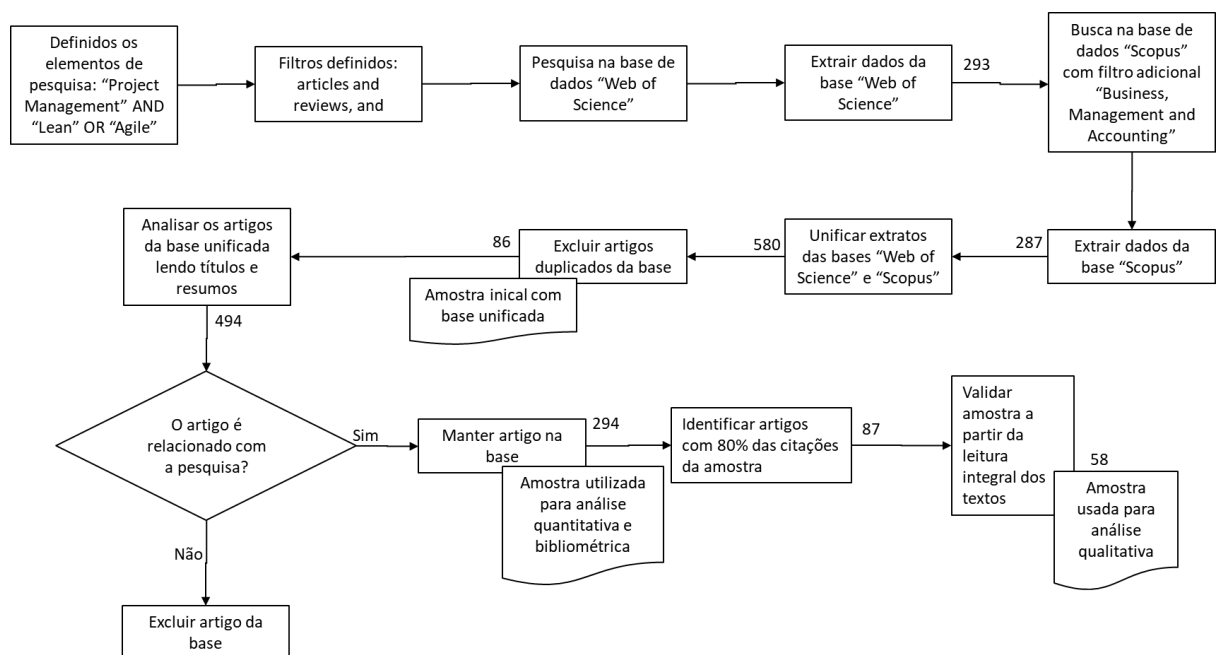 Definidos os
elementos de
pesquisa: “Project
Management” AND
“Lean” OR “Agile”
Filtros definidos:
articles and
reviews, and
Pesquisa na base de
dados “Web of
Science”
Extrair dados da
base “Web of
Science”
293
Busca na base de
dados “Scopus”
com filtro adicional
“Business,
Management and
Accounting”
Extrair dados da
base “Scopus”
287
Unificar extratos
das bases “Web of
Science” e “Scopus”
580
Excluir artigos
duplicados da base
Amostra inical com
base unificada
86
Analisar os artigos
da base unificada
lendo títulos e
resumos
494
O artigo é
relacionado com
a pesquisa?
Sim
Não
Excluir artigo da
base
Manter artigo na
base
294
Amostra utilizada
para análise
quantitativa e
bibliométrica
Identificar artigos
com 80% das citações
da amostra
87
Validar
amostra a
partir da
leitura
integral dos
textos
58
Amostra
usada para
análise
qualitativa